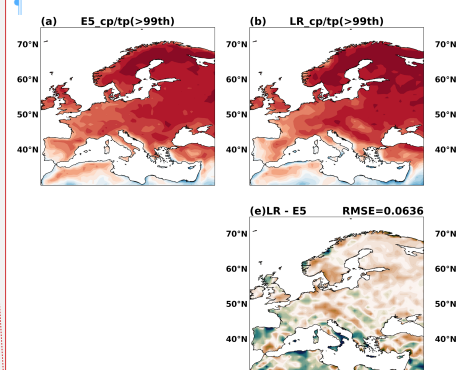 (a) E5_cp/tp(>99th)
(b) LR_cp/tp(>99th)
70°N 70°N
60°N 60°N
50°N 50°N
40°N 40°N
(e)LR - E5 RMSE=0.0636
70°N 70°N
60°N 60°N
50°N 50°N
40°N 40°N